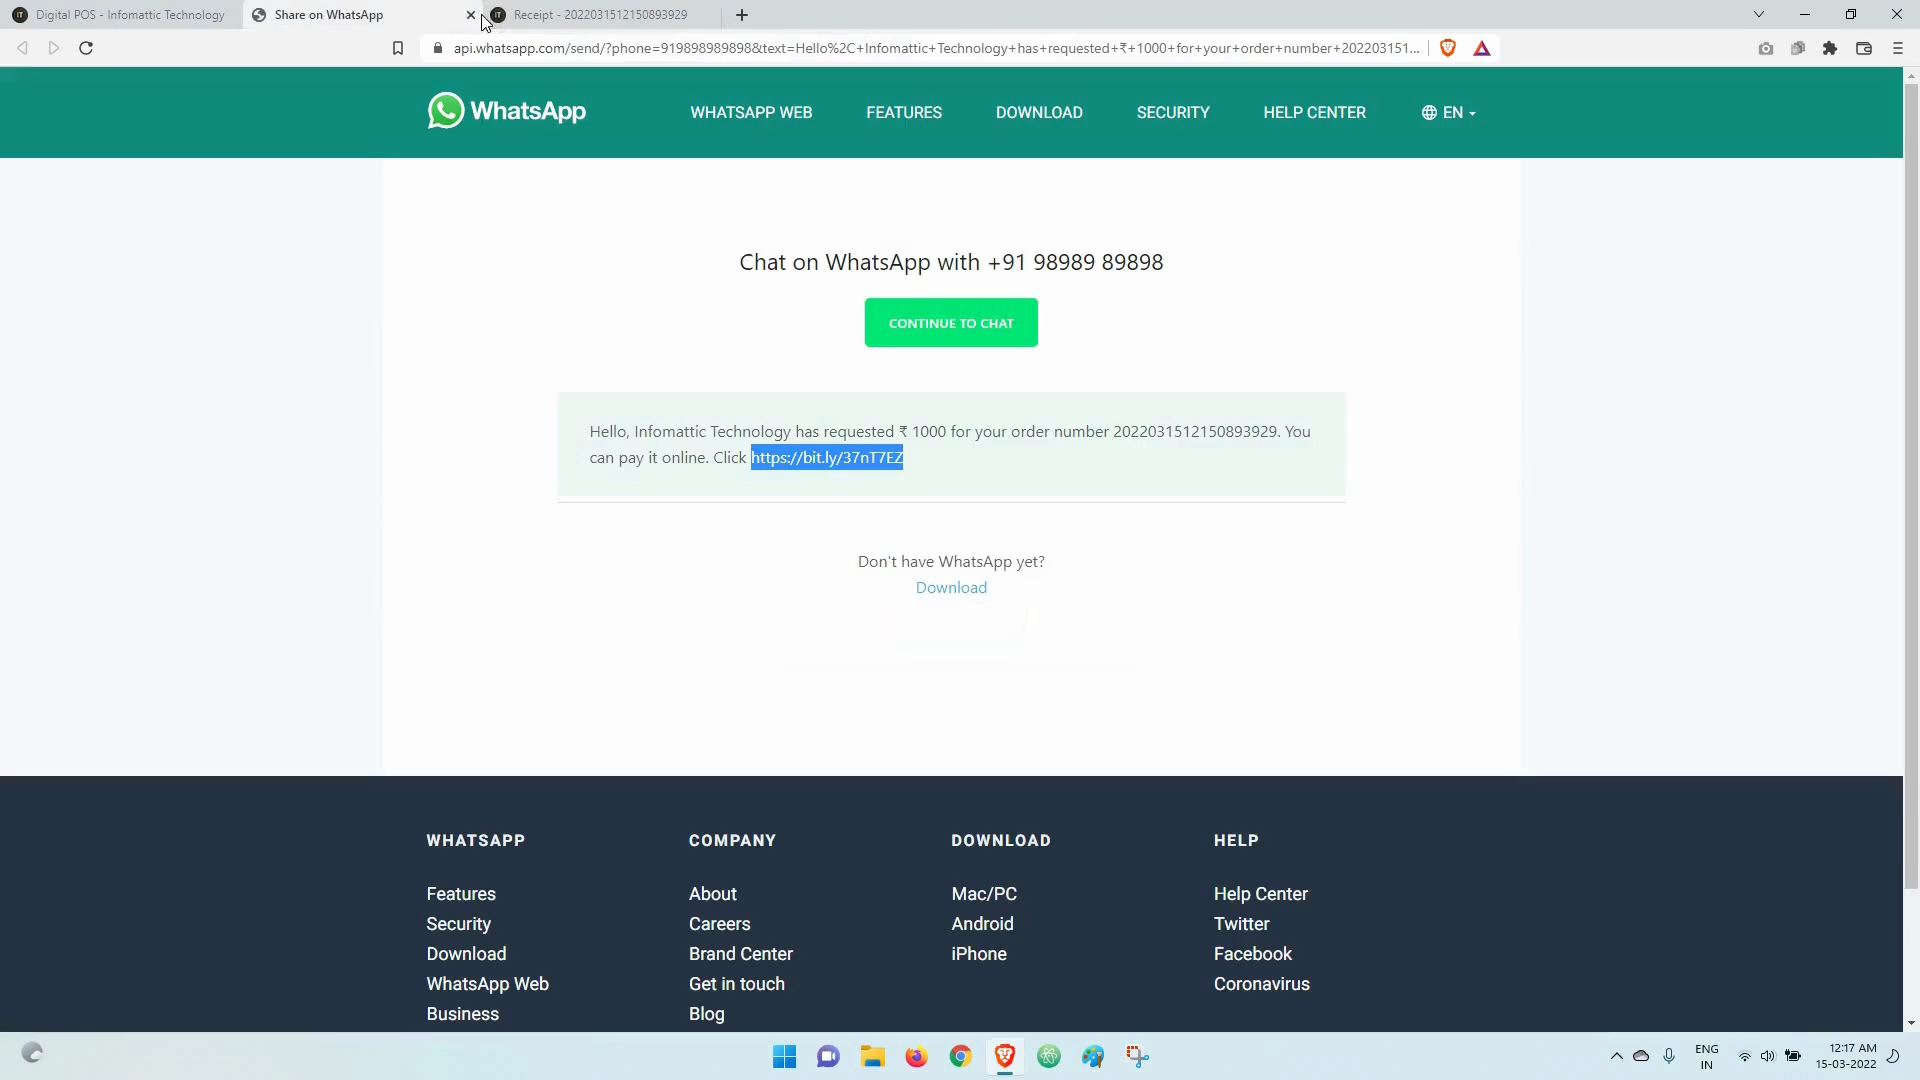 Digital POS - Infomattic Technology
Share on WhatsApp
Receipt - 2022031512150893929
api.whatsapp.com/send/?phone=919898989898&text=Hello%2C+Infomattic+Technology+has+requested+₹+1000+for+your+order+number+202203151...
WhatsApp
WHATSAPP WEB
FEATURES
DOWNLOAD
SECURITY
HELP CENTER
EN
Chat on WhatsApp with +91 98989 89898
CONTINUE TO CHAT
Hello, Infomattic Technology has requested ₹ 1000 for your order number 2022031512150893929. You
can pay it online. Click https://bit.ly/37nT7EZ
Don't have WhatsApp yet?
Download
WHATSAPP
Features
Security
Download
WhatsApp Web
Business
COMPANY
About
Careers
Brand Center
Get in touch
Blog
DOWNLOAD
Mac/PC
Android
iPhone
HELP
Help Center
Twitter
Facebook
Coronavirus
ENG
IN
12:17 AM
15-03-2022